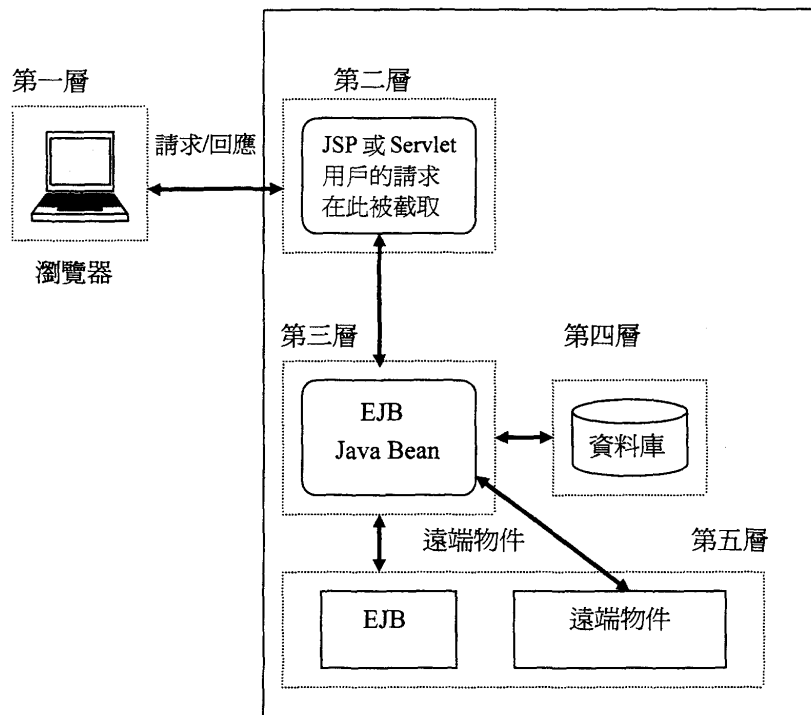 第一層
第二層
請求/回應
JSP 或 Servlet
用戶的請求
在此被截取
瀏覽器
第三層
第四層
EJB
Java Bean
資料庫
遠端物件
第五層
EJB
遠端物件